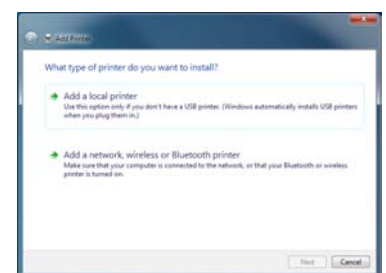 Add Printer
What type of printer do you want to install?
Add a local printer
Use this option only if you don't have a USB printer. (Windows automatically installs USB printers
when you plug them in.)
Add a network, wireless or Bluetooth printer
Make sure that your computer is connected to the network, or that your Bluetooth or wireless
printer is turned on.
Next Cancel